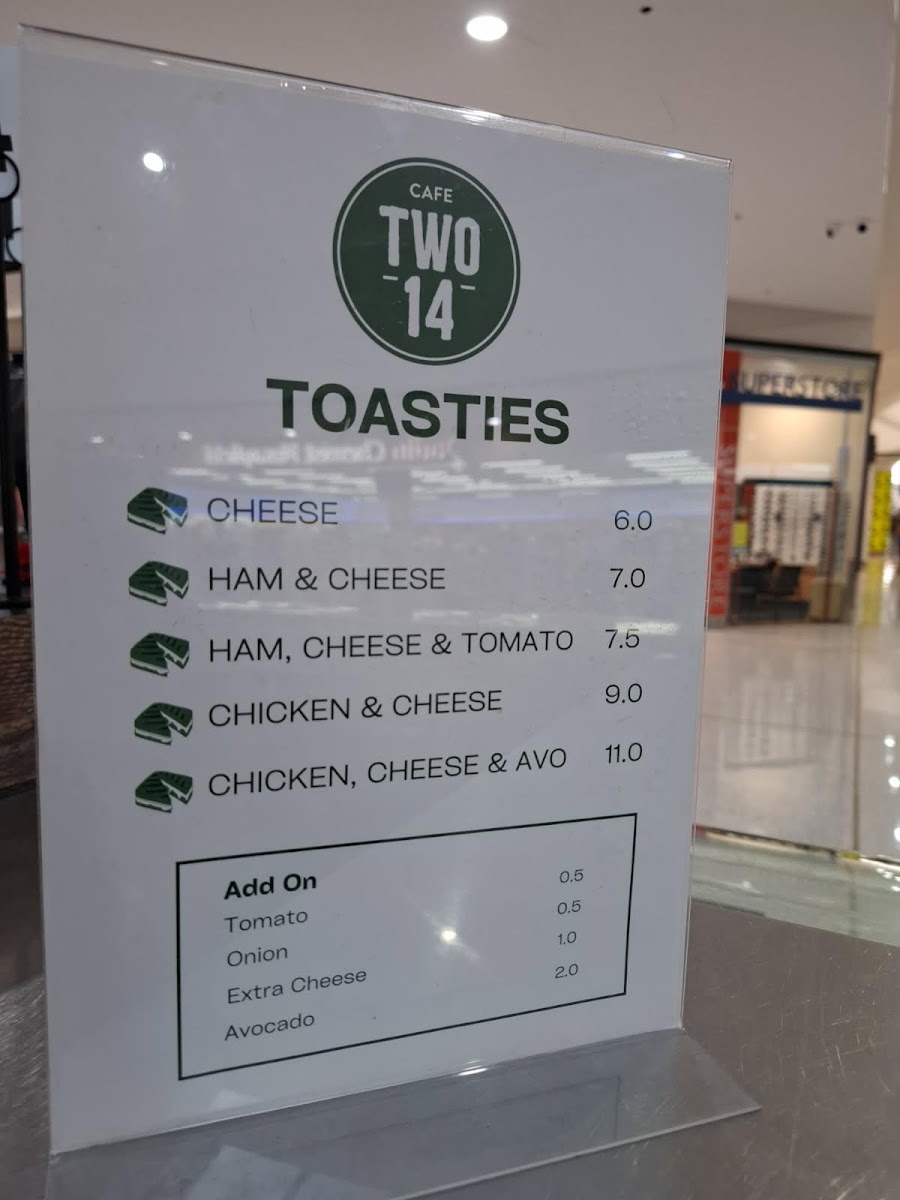 CAFE
TWO
14
TOASTIES
CHEESE 6.0
HAM & CHEESE 7.0
HAM, CHEESE & TOMATO 7.5
CHICKEN & CHEESE 9.0
CHICKEN, CHEESE & AVO 11.0
Add On
Tomato 0.5
Onion 0.5
Extra Cheese 1.0
Avocado 2.0
SUPERSTORE